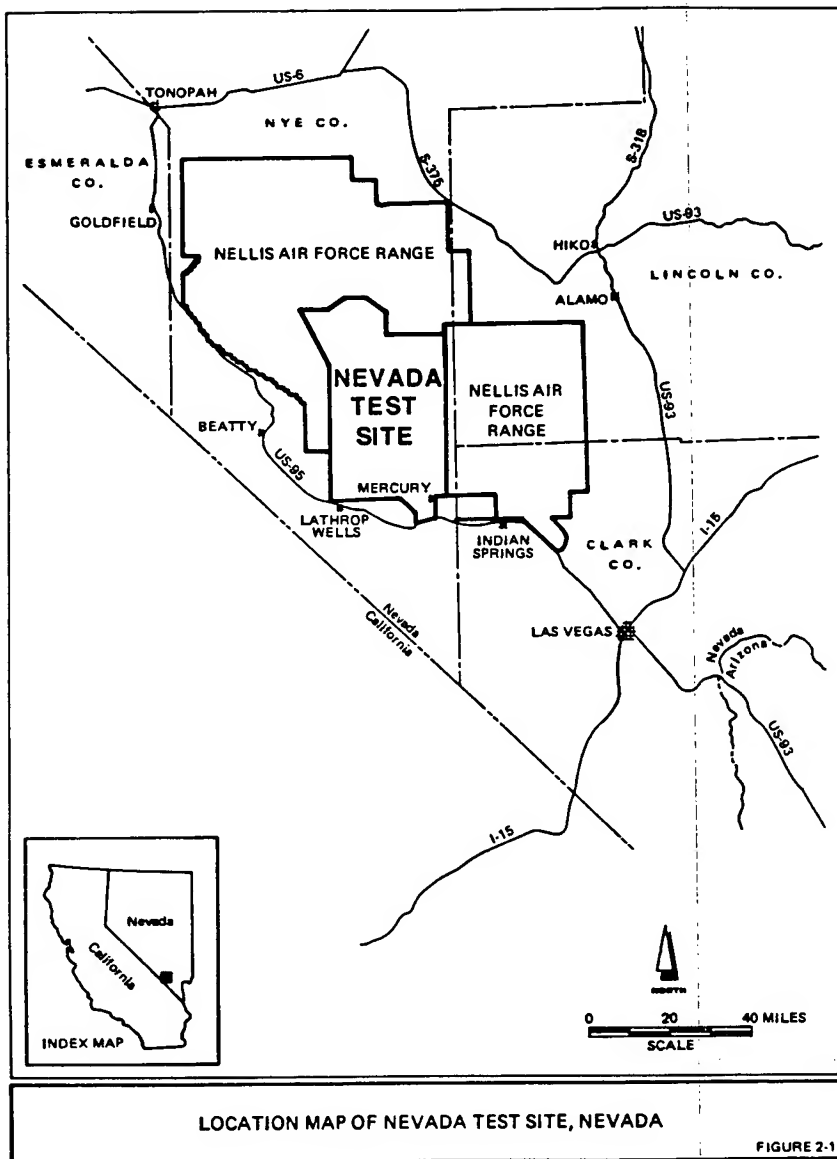 US-6
TONOPAH
NYE CO.
ESMERALDA
CO.
S-375
S-318
GOLDFIELD
US-93
HIKO
NELLIS AIR FORCE RANGE
LINCOLN CO.
ALAMO
NEVADA
TEST
SITE
NELLIS AIR
FORCE
RANGE
US-93
BEATTY
US-95
MERCURY
LATHROP
WELLS
INDIAN
SPRINGS
I-15
CLARK
CO.
Nevada
California
LAS VEGAS
Nevada
Arizona
US-93
I-15
Nevada
California
INDEX MAP
NORTH
0 20 40 MILES
SCALE
LOCATION MAP OF NEVADA TEST SITE, NEVADA
FIGURE 2-1